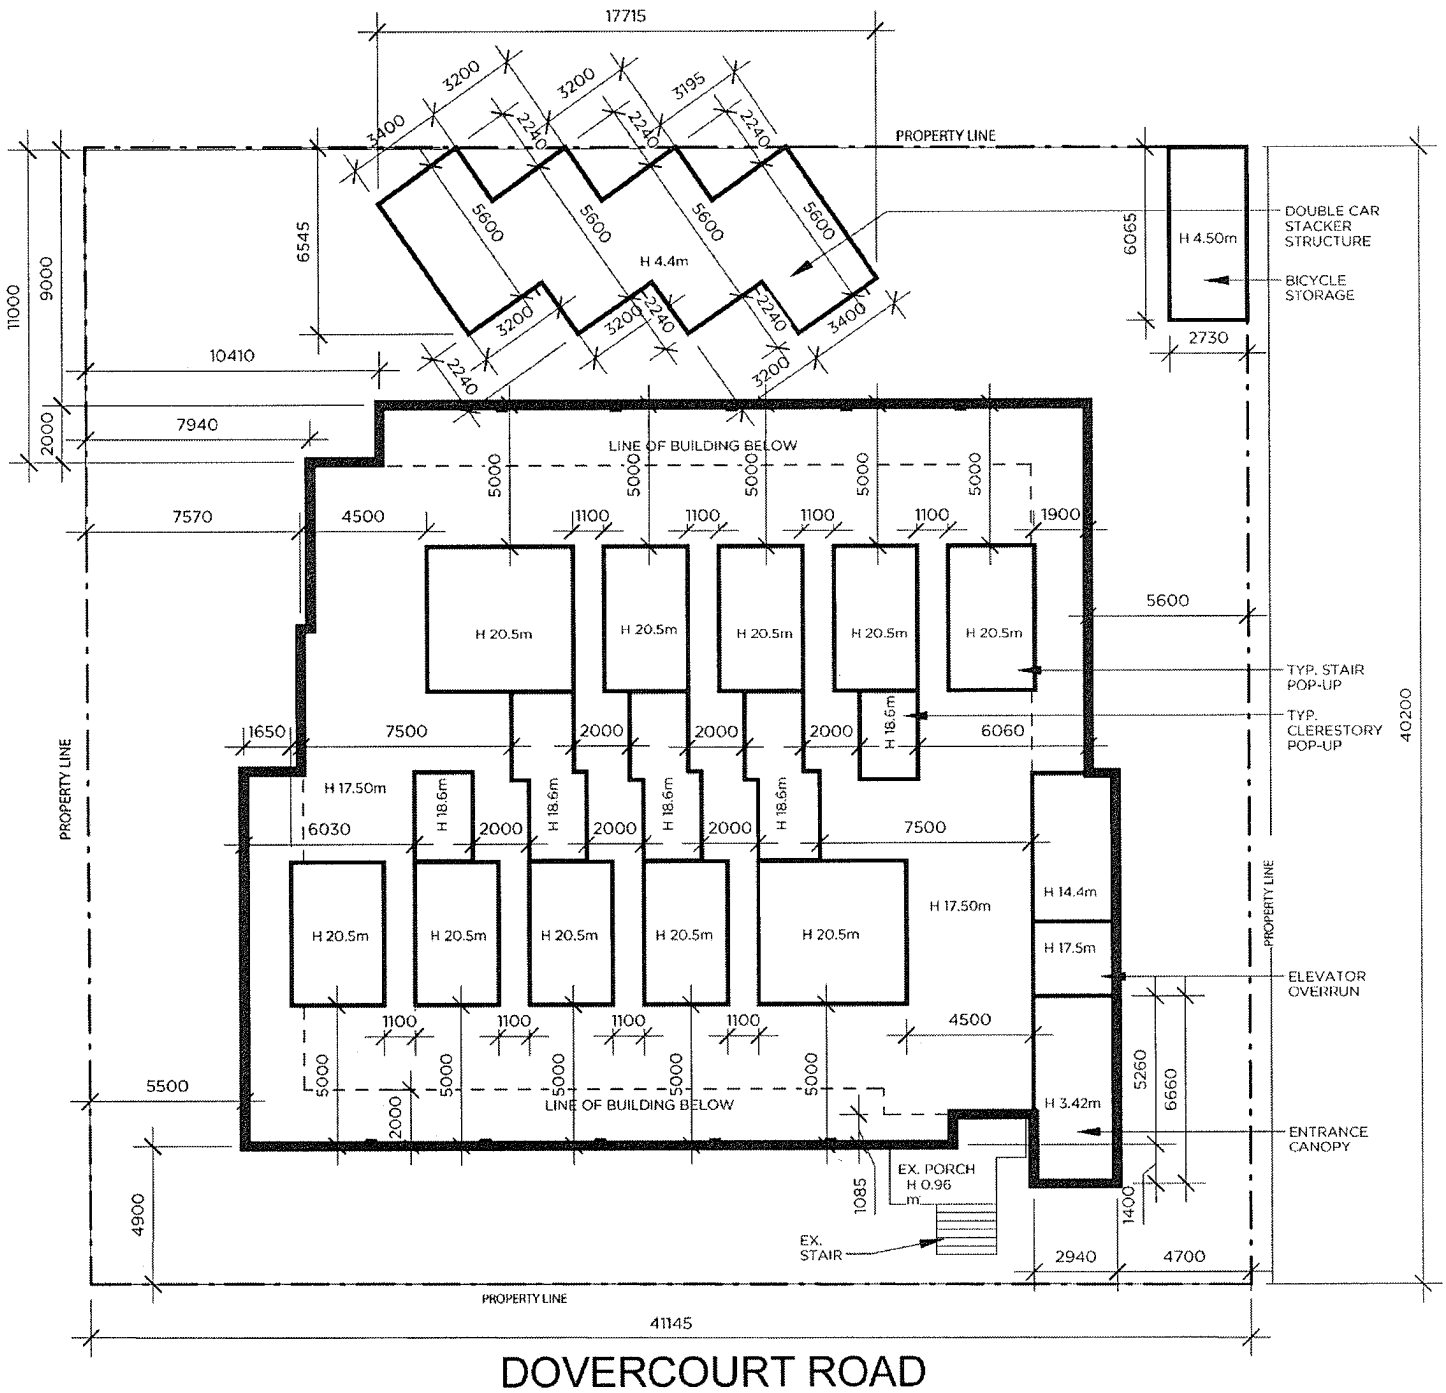 17715
3200
3200
3195
3400
2240
2240
2240
PROPERTY LINE
5600
5600
5600
5600
H 4.4m
6545
6065
H 4.50m
DOUBLE CAR
STACKER
STRUCTURE
BICYCLE
STORAGE
11000
9000
3200
3200
2240
2240
3400
2730
10410
2240
3200
7940
2000
LINE OF BUILDING BELOW
5000
5000
5000
5000
5000
7570
4500
1100
1100
1100
1100
1900
5600
H 20.5m
H 20.5m
H 20.5m
H 20.5m
H 20.5m
TYP. STAIR
POP-UP
TYP.
CLERESTORY
POP-UP
H 18.6m
40200
1650
7500
2000
2000
2000
6060
PROPERTY LINE
H 17.50m
H 18.6m
H 18.6m
H 18.6m
H 18.6m
6030
2000
2000
2000
7500
H 14.4m
H 17.50m
PROPERTY LINE
H 20.5m
H 20.5m
H 20.5m
H 20.5m
H 20.5m
H 17.5m
ELEVATOR
OVERRUN
1100
1100
1100
1100
4500
5000
5000
5000
5000
5000
5260
6660
5500
2000
LINE OF BUILDING BELOW
H 3.42m
ENTRANCE
CANOPY
4900
1085
EX. PORCH
H 0.96
m
1400
EX.
STAIR
2940
4700
PROPERTY LINE
41145
DOVERCOURT ROAD